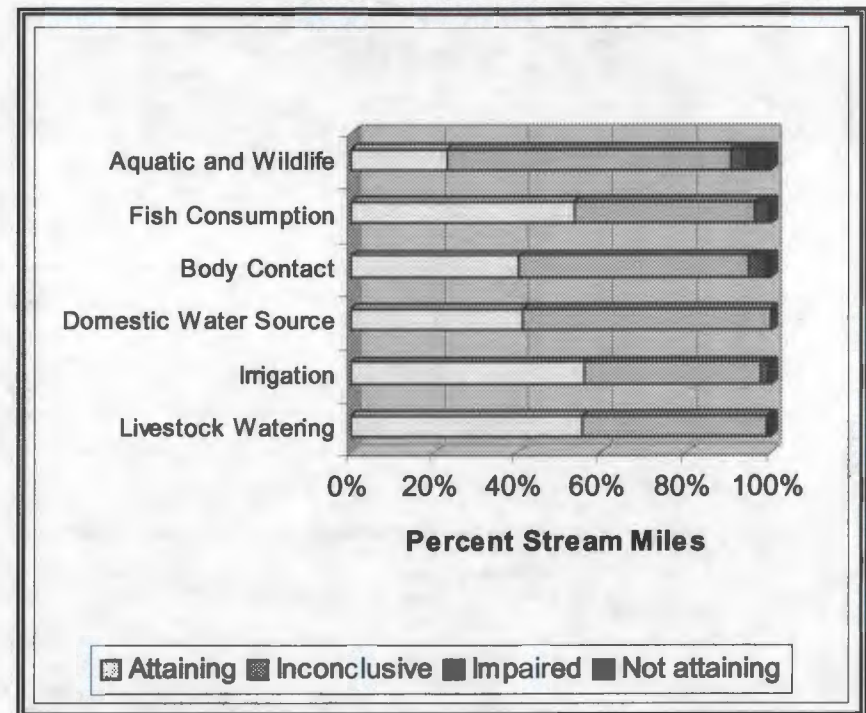 Aquatic and Wildlife
Fish Consumption
Body Contact
Domestic Water Source
Irrigation
Livestock Watering
0% 20% 40% 60% 80% 100%
Percent Stream Miles
Attaining Inconclusive Impaired Not attaining